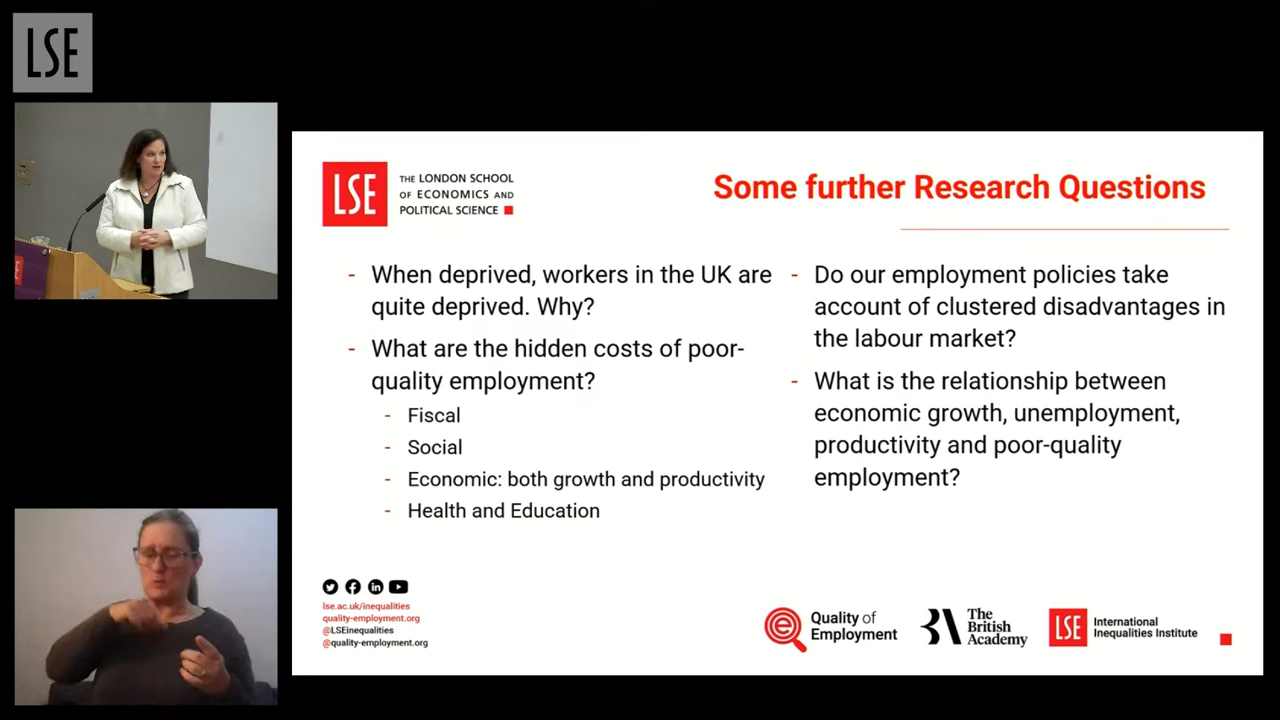 LSE
LSE
THE LONDON SCHOOL
OF ECONOMICS AND
POLITICAL SCIENCE
Some further Research Questions
- When deprived, workers in the UK are
quite deprived. Why?
- What are the hidden costs of poor-
quality employment?
- Fiscal
- Social
- Economic: both growth and productivity
- Health and Education
- Do our employment policies take
account of clustered disadvantages in
the labour market?
- What is the relationship between
economic growth, unemployment,
productivity and poor-quality
employment?
lse.ac.uk/inequalities
quality-employment.org
@LSEinequalities
@quality-employment.org
Quality of
Employment
The
British
Academy
LSE
International
Inequalities Institute